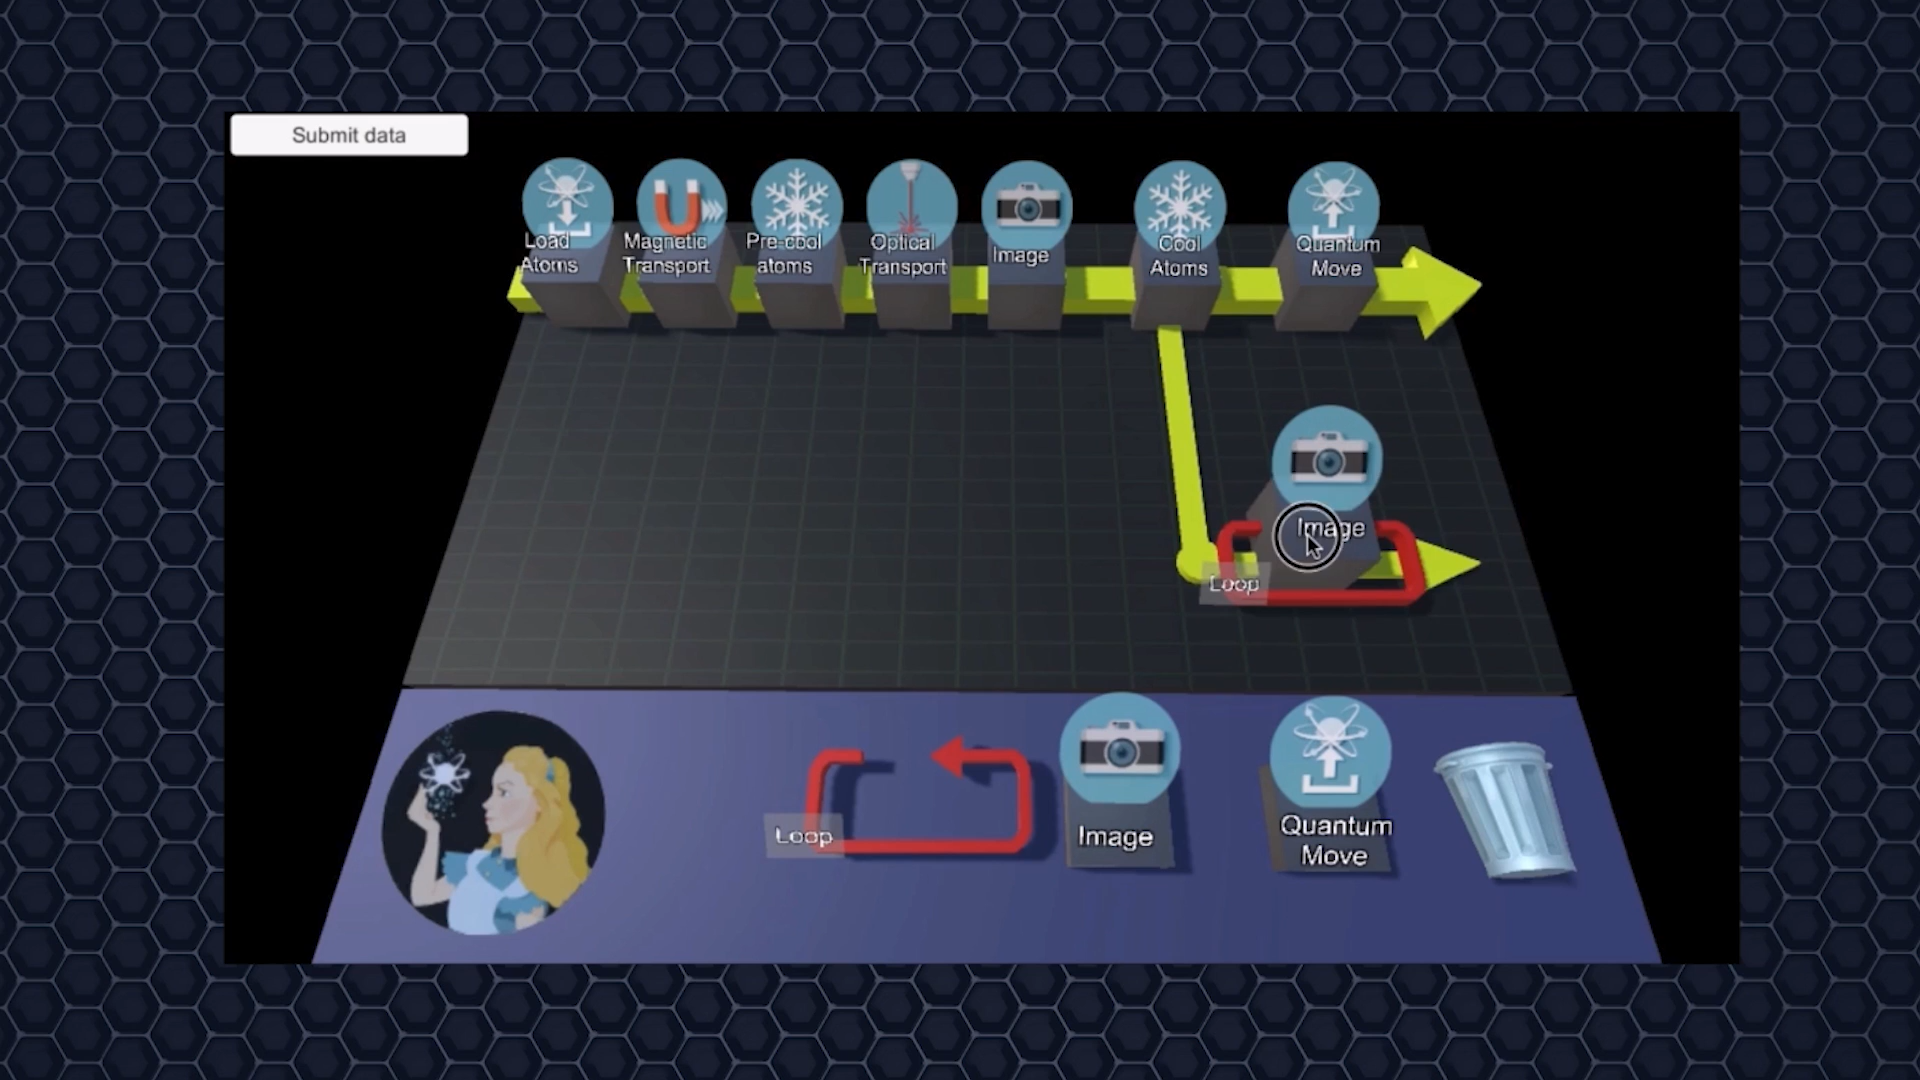 Submit data
Load
Atoms
Magnetic
Transport
Pre-cool
atoms
Optical
Transport
Image
Cool
Atoms
Quantum
Move
Image
Loop
Loop
Image
Quantum
Move